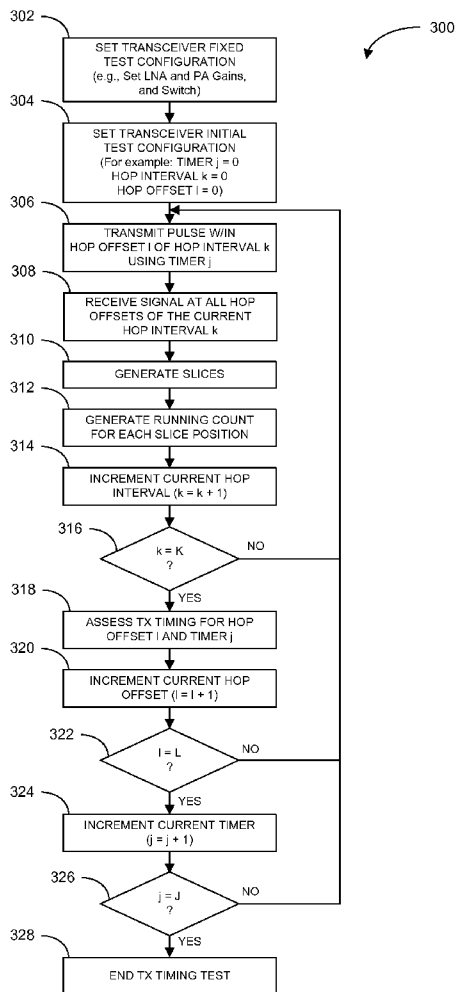 302
300
SET TRANSCEIVER FIXED
TEST CONFIGURATION
(e.g., Set LNA and PA Gains,
and Switch)
304
SET TRANSCEIVER INITIAL
TEST CONFIGURATION
(For example: TIMER j = 0
HOP INTERVAL k = 0
HOP OFFSET l = 0)
306
TRANSMIT PULSE W/IN
HOP OFFSET l OF HOP INTERVAL k
USING TIMER j
308
RECEIVE SIGNAL AT ALL HOP
OFFSETS OF THE CURRENT
HOP INTERVAL k
310
GENERATE SLICES
312
GENERATE RUNNING COUNT
FOR EACH SLICE POSITION
314
INCREMENT CURRENT HOP
INTERVAL (k = k + 1)
316
k = K
?
NO
YES
318
ASSESS TX TIMING FOR HOP
OFFSET l AND TIMER j
320
INCREMENT CURRENT HOP
OFFSET (l = l + 1)
322
l = L
?
NO
YES
324
INCREMENT CURRENT TIMER
(j = j + 1)
326
j = J
?
NO
YES
328
END TX TIMING TEST